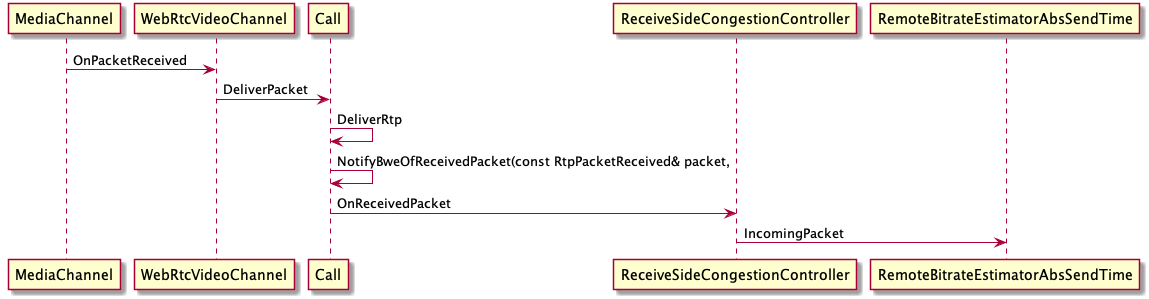 MediaChannel
WebRtcVideoChannel
Call
ReceiveSideCongestionController
RemoteBitrateEstimatorAbsSendTime
OnPacketReceived
DeliverPacket
DeliverRtp
NotifyBweOfReceivedPacket(const RtpPacketReceived& packet,
OnReceivedPacket
IncomingPacket
MediaChannel
WebRtcVideoChannel
Call
ReceiveSideCongestionController
RemoteBitrateEstimatorAbsSendTime